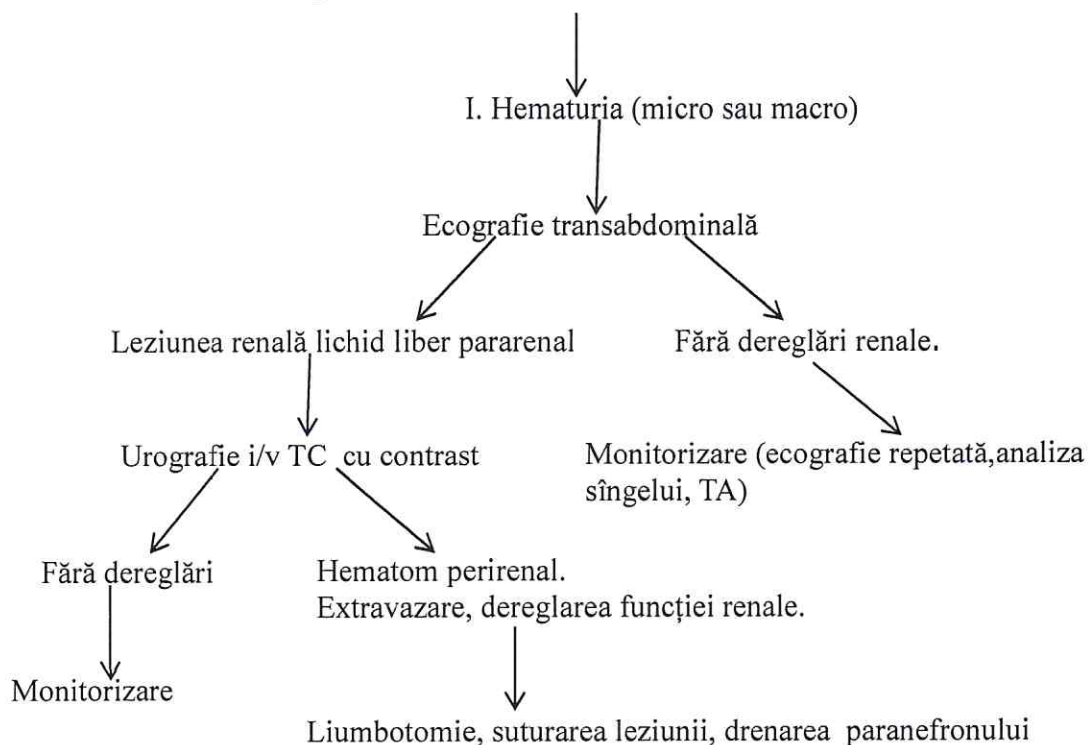 I. Hematuria (micro sau macro)
Ecografie transabdominală
Leziunea renală lichid liber pararenal
Fără dereglări renale.
Urografie i/v TC cu contrast
Monitorizare (ecografie repetată,analiza
sîngelui, TA)
Fără dereglări
Hematom perirenal.
Extravazare, dereglarea funcției renale.
Monitorizare
Liumbotomie, suturarea leziunii, drenarea paranefronului